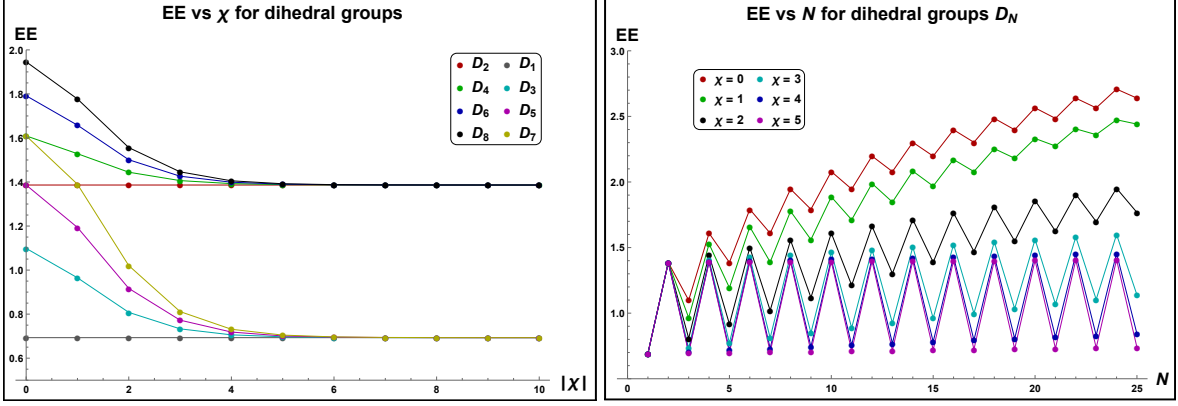 EE vs χ for dihedral groups
EE
2.0
1.8
1.6
1.4
1.2
1.0
0.8
0.6
0 2 4 6 8 10
|χ|
D2 D1
D4 D3
D6 D5
D8 D7
EE vs N for dihedral groups DN
EE
3.0
2.5
2.0
1.5
1.0
0 5 10 15 20 25
N
χ = 0 χ = 3
χ = 1 χ = 4
χ = 2 χ = 5